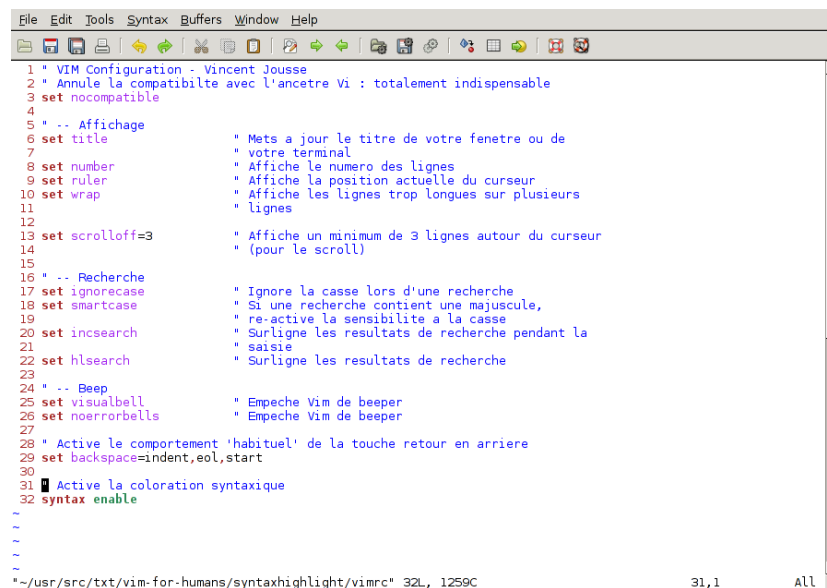 File Edit Tools Syntax Buffers Window Help
1 " VIM Configuration - Vincent Jousse
2 " Annule la compatibilte avec l'ancetre Vi : totalement indispensable
3 set nocompatible
4
5 " -- Affichage
6 set title " Mets a jour le titre de votre fenetre ou de
7 " votre terminal
8 set number " Affiche le numero des lignes
9 set ruler " Affiche la position actuelle du curseur
10 set wrap " Affiche les lignes trop longues sur plusieurs
11 " lignes
12
13 set scrolloff=3 " Affiche un minimum de 3 lignes autour du curseur
14 " (pour le scroll)
15
16 " -- Recherche
17 set ignorecase " Ignore la casse lors d'une recherche
18 set smartcase " Si une recherche contient une majuscule,
19 " re-active la sensibilite a la casse
20 set incsearch " Surligne les resultats de recherche pendant la
21 " saisie
22 set hlsearch " Surligne les resultats de recherche
23
24 " -- Beep
25 set visualbell " Empeche Vim de beeper
26 set noerrorbells " Empeche Vim de beeper
27
28 " Active le comportement 'habituel' de la touche retour en arriere
29 set backspace=indent,eol,start
30
31 " Active la coloration syntaxique
32 syntax enable
~
~
~
~
~
"~/usr/src/txt/vim-for-humans/syntaxhighlight/vimrc" 32L, 1259C 31,1 All